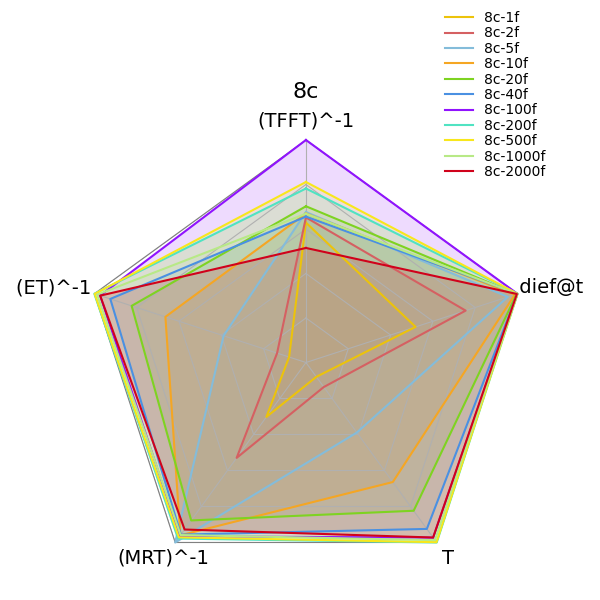 8c-1f
8c-2f
8c-5f
8c-10f
8c-20f
8c-40f
8c-100f
8c-200f
8c-500f
8c-1000f
8c-2000f
8c
(TFFT)^-1
(ET)^-1
dief@t
(MRT)^-1
T